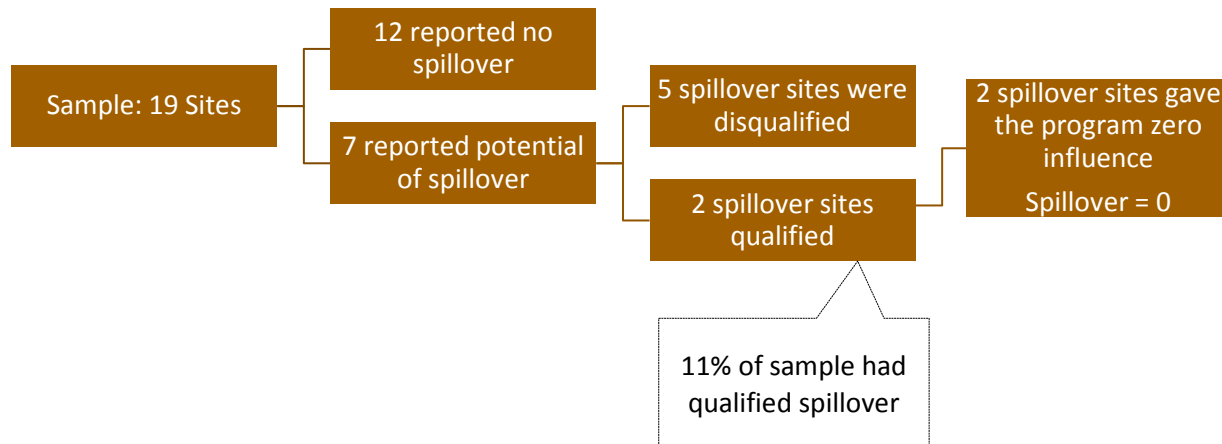 Sample: 19 Sites
12 reported no
spillover
7 reported potential
of spillover
5 spillover sites were
disqualified
2 spillover sites
qualified
2 spillover sites gave
the program zero
influence
Spillover = 0
11% of sample had
qualified spillover